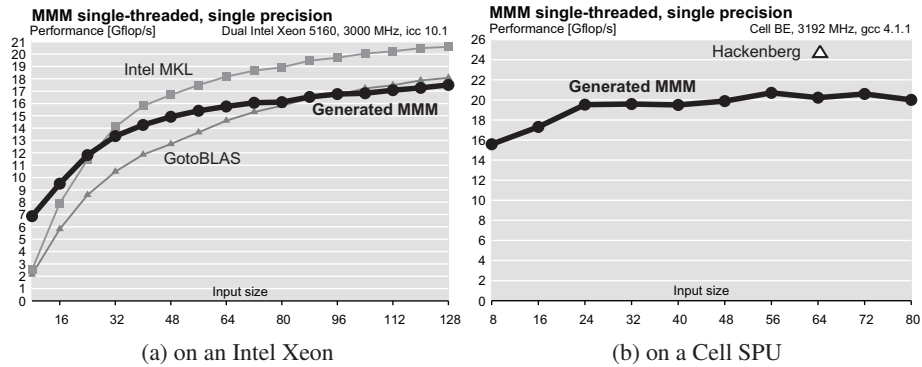 MMM single-threaded, single precision
Performance [Gflop/s] Dual Intel Xeon 5160, 3000 MHz, icc 10.1
21
20
19
18
17
16
15
14
13
12
11
10
9
8
7
6
5
4
3
2
1
0
Intel MKL
Generated MMM
GotoBLAS
Input size
16 32 48 64 80 96 112 128
(a) on an Intel Xeon
MMM single-threaded, single precision
Performance [Gflop/s] Cell BE, 3192 MHz, gcc 4.1.1
26
24
22
20
18
16
14
12
10
8
6
4
2
0
Hackenberg
Generated MMM
Input size
8 16 24 32 40 48 56 64 72 80
(b) on a Cell SPU